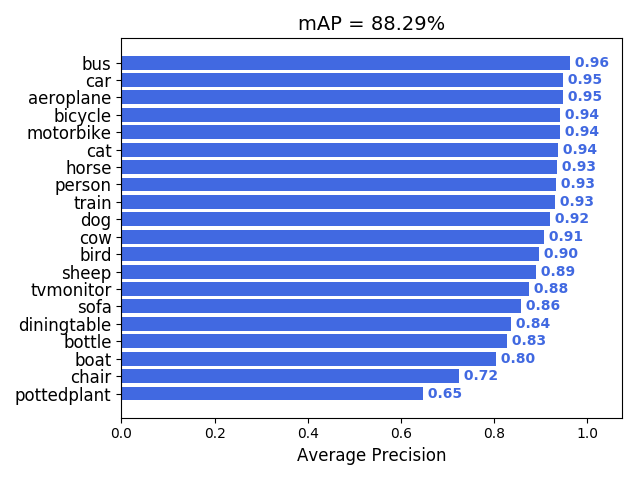 mAP = 88.29%
bus 0.96
car 0.95
aeroplane 0.95
bicycle 0.94
motorbike 0.94
cat 0.94
horse 0.93
person 0.93
train 0.93
dog 0.92
cow 0.91
bird 0.90
sheep 0.89
tvmonitor 0.88
sofa 0.86
diningtable 0.84
bottle 0.83
boat 0.80
chair 0.72
pottedplant 0.65
0.0 0.2 0.4 0.6 0.8 1.0
Average Precision